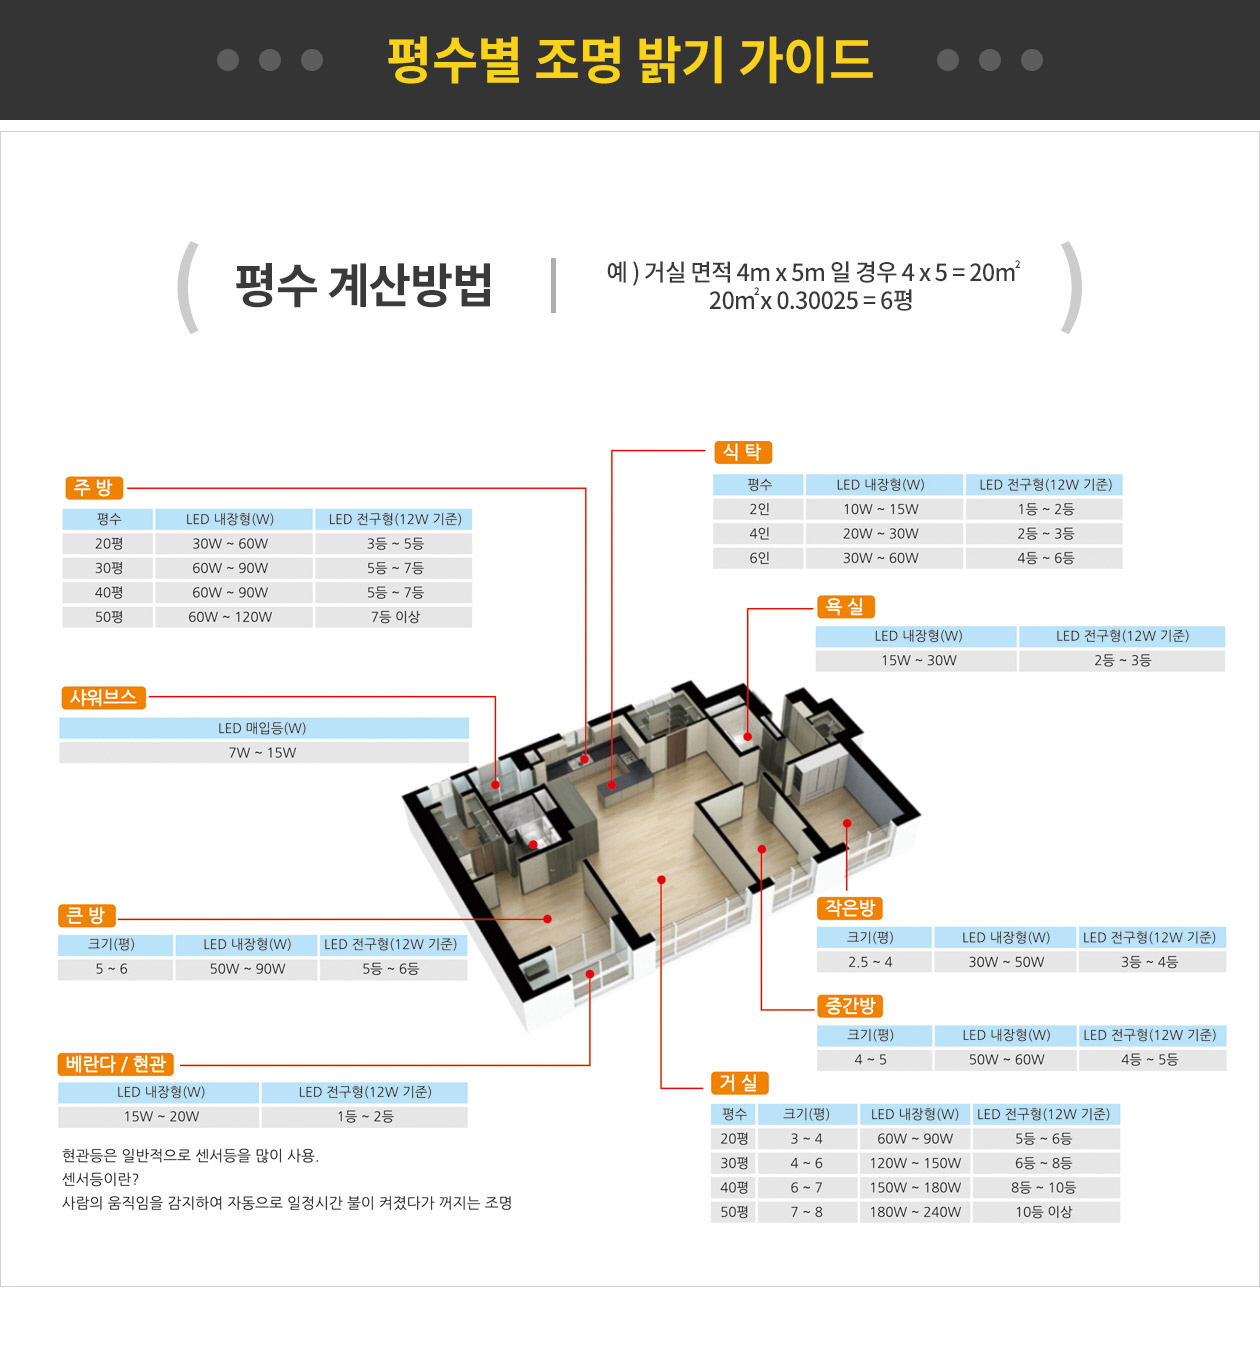 평수별 조명 밝기 가이드
평수 계산방법
예 ) 거실 면적 4m x 5m 일 경우 4 x 5 = 20m²
20m² x 0.30025 = 6평
주 방
평수 LED 내장형(W) LED 전구형(12W 기준)
20평 30W ~ 60W 3등 ~ 5등
30평 60W ~ 90W 5등 ~ 7등
40평 60W ~ 90W 5등 ~ 7등
50평 60W ~ 120W 7등 이상
식 탁
평수 LED 내장형(W) LED 전구형(12W 기준)
2인 10W ~ 15W 1등 ~ 2등
4인 20W ~ 30W 2등 ~ 3등
6인 30W ~ 60W 4등 ~ 6등
욕 실
LED 내장형(W) LED 전구형(12W 기준)
15W ~ 30W 2등 ~ 3등
샤워브스
LED 매입등(W)
7W ~ 15W
큰 방
크기(평) LED 내장형(W) LED 전구형(12W 기준)
5 ~ 6 50W ~ 90W 5등 ~ 6등
작은방
크기(평) LED 내장형(W) LED 전구형(12W 기준)
2.5 ~ 4 30W ~ 50W 3등 ~ 4등
중간방
크기(평) LED 내장형(W) LED 전구형(12W 기준)
4 ~ 5 50W ~ 60W 4등 ~ 5등
베란다 / 현관
LED 내장형(W) LED 전구형(12W 기준)
15W ~ 20W 1등 ~ 2등
현관등은 일반적으로 센서등을 많이 사용.
센서등이란?
사람의 움직임을 감지하여 자동으로 일정시간 불이 켜졌다가 꺼지는 조명
거 실
평수 크기(평) LED 내장형(W) LED 전구형(12W 기준)
20평 3 ~ 4 60W ~ 90W 5등 ~ 6등
30평 4 ~ 6 120W ~ 150W 6등 ~ 8등
40평 6 ~ 7 150W ~ 180W 8등 ~ 10등
50평 7 ~ 8 180W ~ 240W 10등 이상